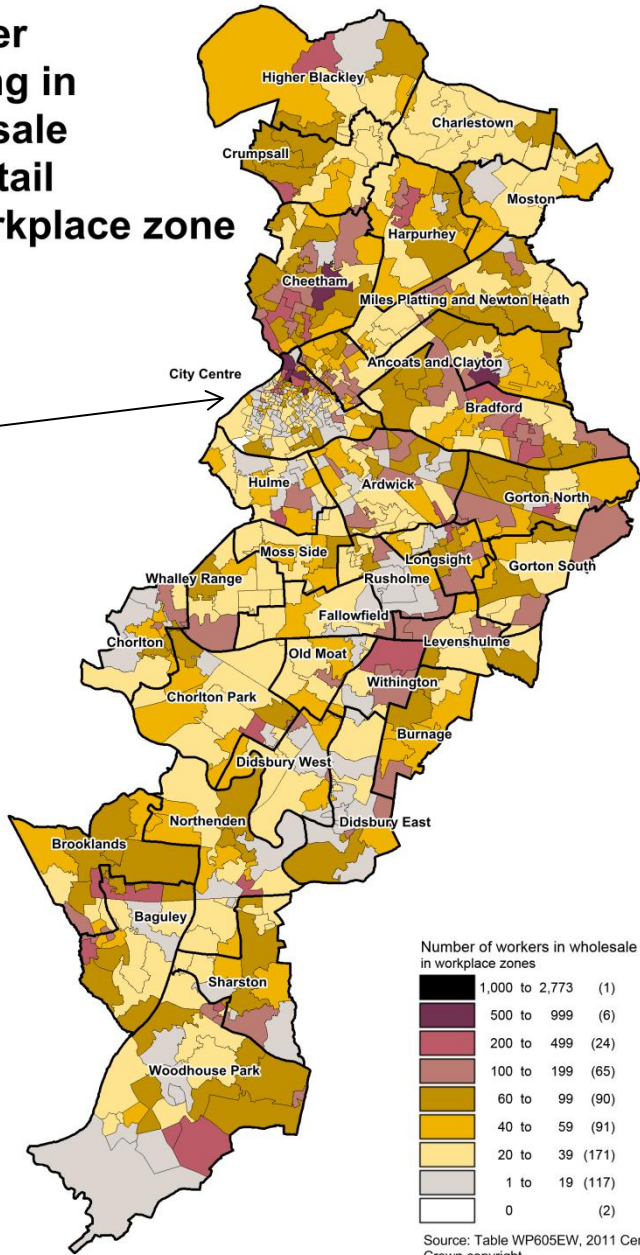 er
ng in
sale
tail
rkplace zone
Higher Blackley
Charlestown
Crumpsall
Moston
Harpurhey
Cheetham
Miles Platting and Newton Heath
City Centre
Ancoats and Clayton
Bradford
Hulme
Ardwick
Gorton North
Moss Side
Longsight
Gorton South
Whalley Range
Rusholme
Fallowfield
Chorlton
Levenshulme
Old Moat
Withington
Chorlton Park
Burnage
Didsbury West
Northenden
Didsbury East
Brooklands
Baguley
Sharston
Woodhouse Park
Number of workers in wholesale
in workplace zones
1,000 to 2,773 (1)
500 to 999 (6)
200 to 499 (24)
100 to 199 (65)
60 to 99 (90)
40 to 59 (91)
20 to 39 (171)
1 to 19 (117)
0 (2)
Source: Table WP605EW, 2011 Cen
Crown copyright